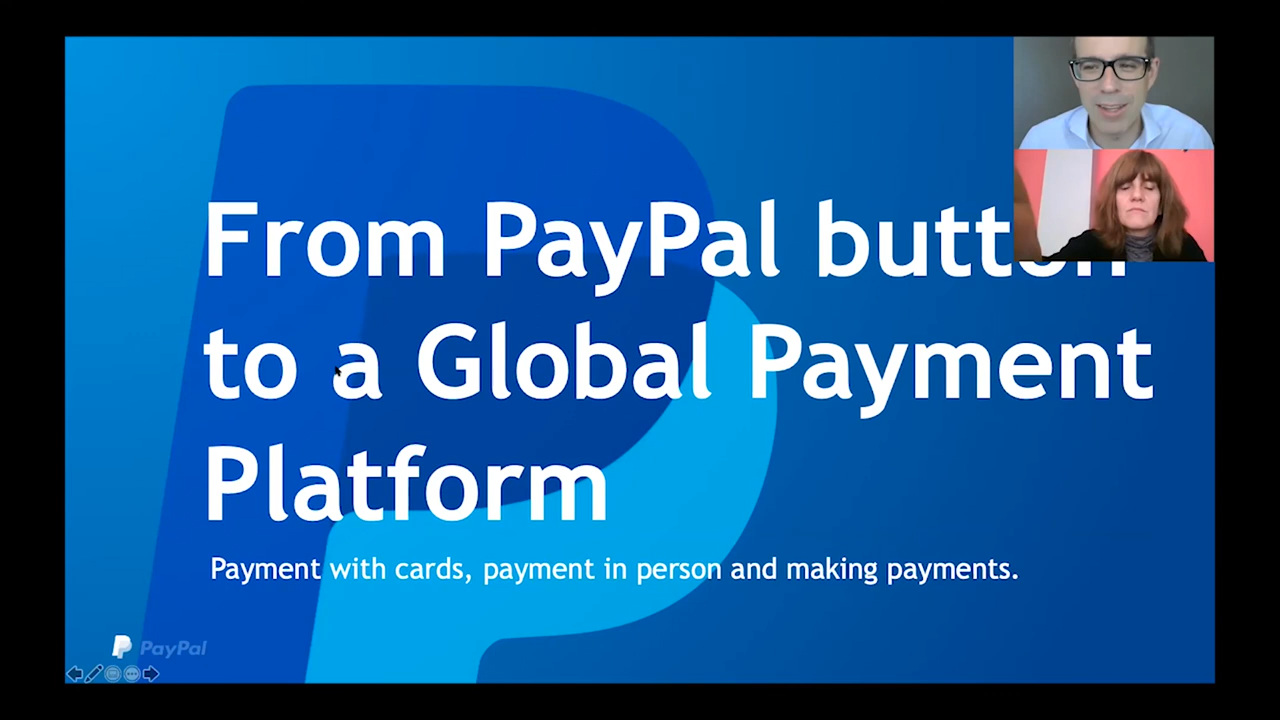 From PayPal button
to a Global Payment
Platform
Payment with cards, payment in person and making payments.
PayPal